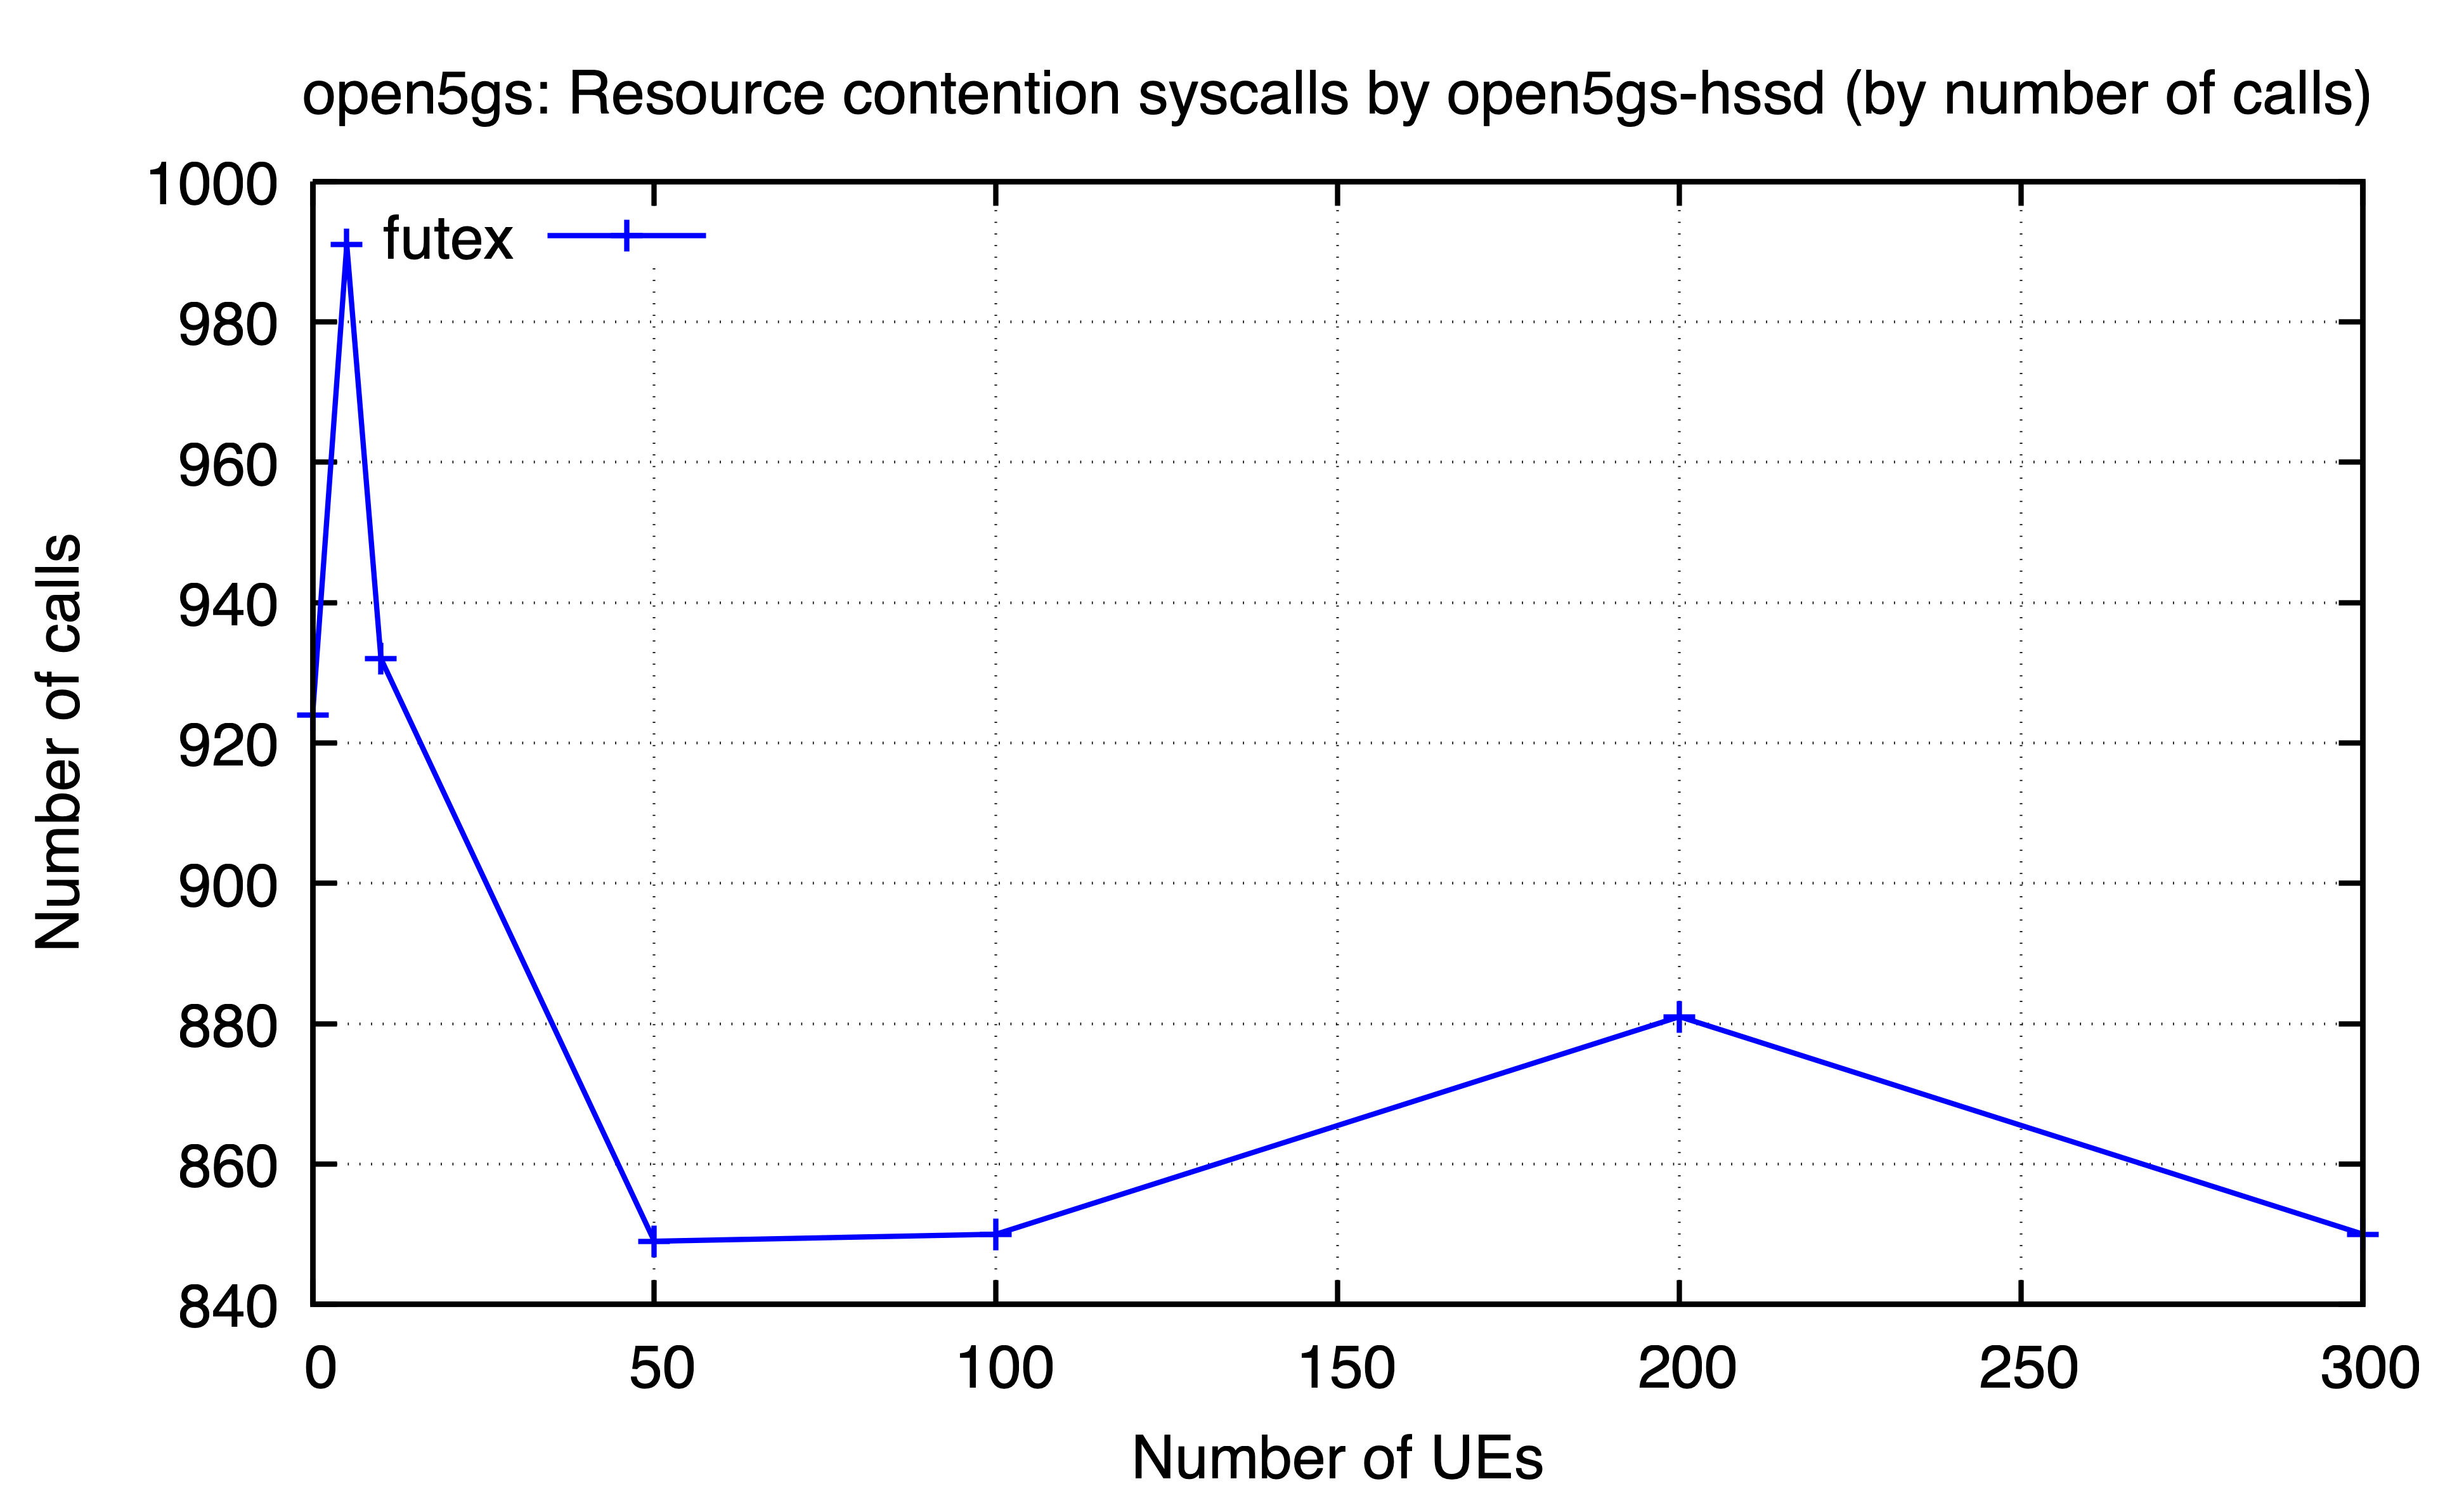 open5gs: Resource contention syscalls by open5gs-hssd (by number of calls)
1000
futex
980
960
940
920
900
880
860
840
Number of calls
0 50 100 150 200 250 300
Number of UEs